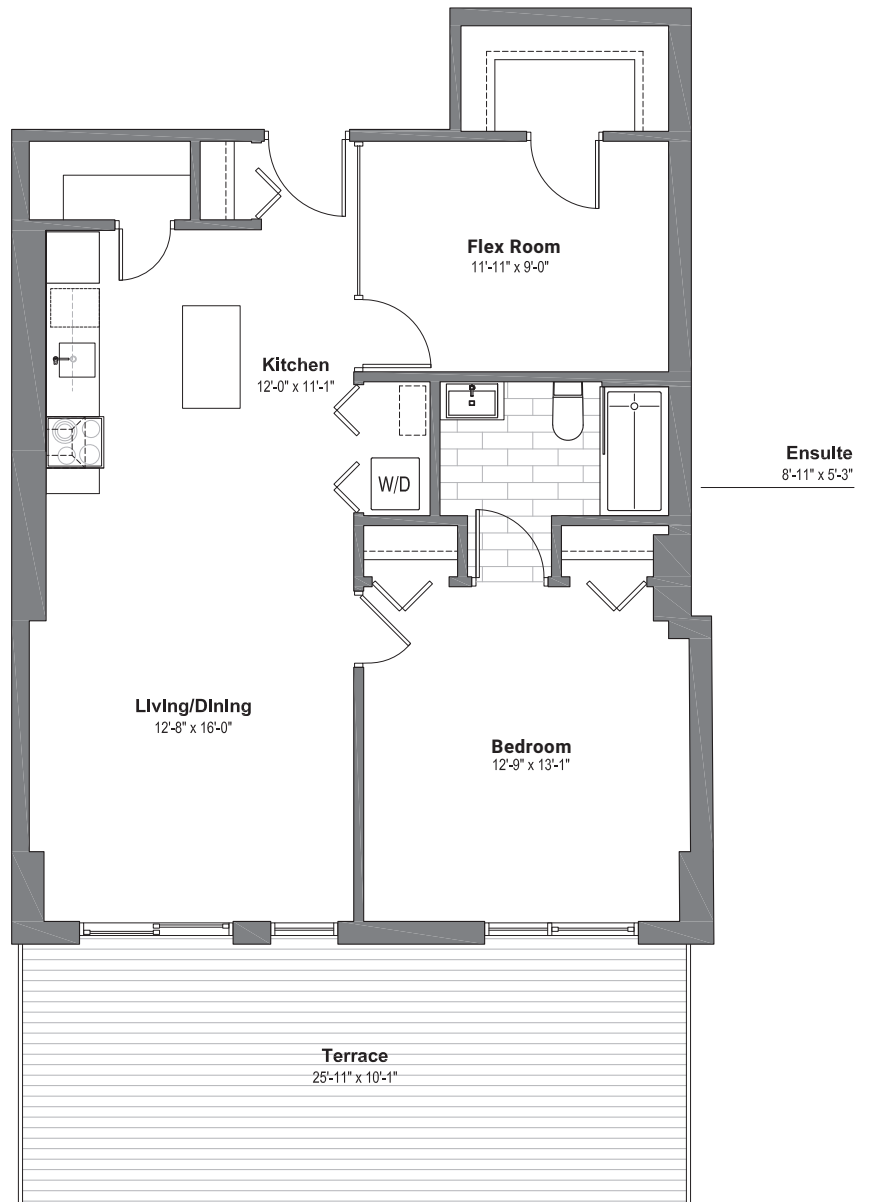 Flex Room
11'-11" x 9'-0"
Kitchen
12'-0" x 11'-1"
Ensuite
8'-11" x 5'-3"
W/D
Living/Dining
12'-8" x 16'-0"
Bedroom
12'-9" x 13'-1"
Terrace
25'-11" x 10'-1"